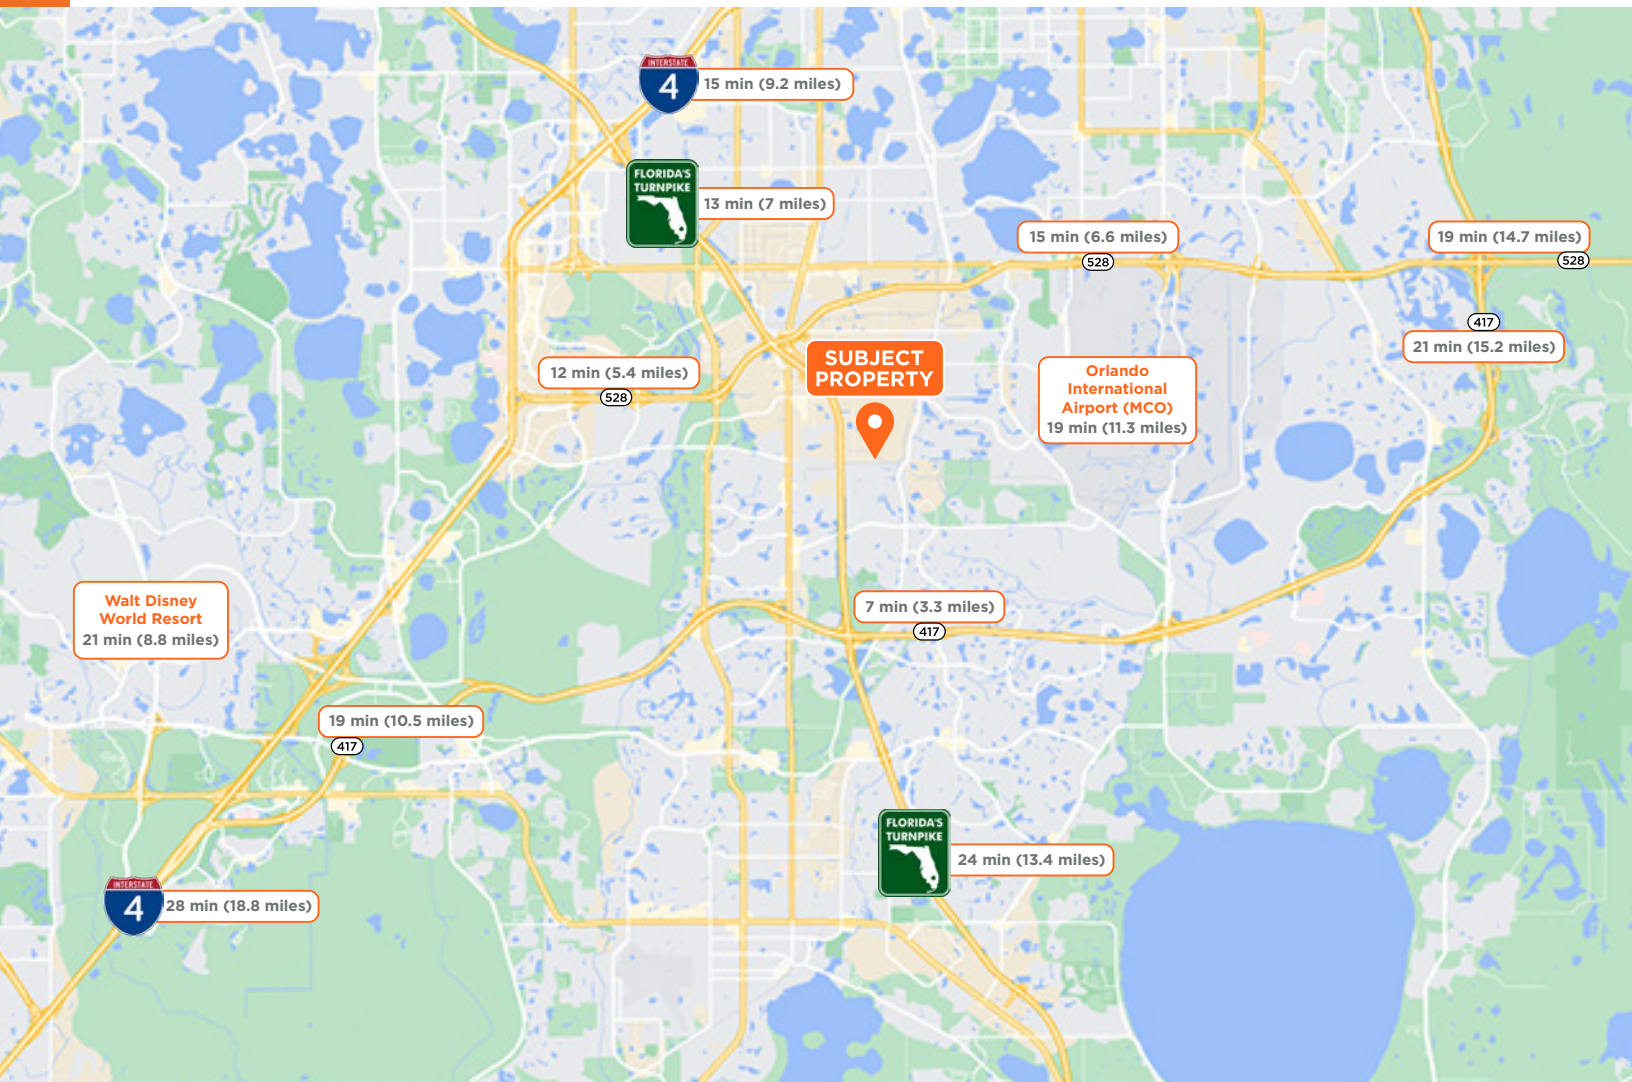 INTERSTATE
4
15 min (9.2 miles)
FLORIDA'S
TURNPIKE
13 min (7 miles)
15 min (6.6 miles)
528
19 min (14.7 miles)
528
417
21 min (15.2 miles)
12 min (5.4 miles)
528
SUBJECT
PROPERTY
Orlando
International
Airport (MCO)
19 min (11.3 miles)
Walt Disney
World Resort
21 min (8.8 miles)
7 min (3.3 miles)
417
19 min (10.5 miles)
417
FLORIDA'S
TURNPIKE
24 min (13.4 miles)
INTERSTATE
4
28 min (18.8 miles)